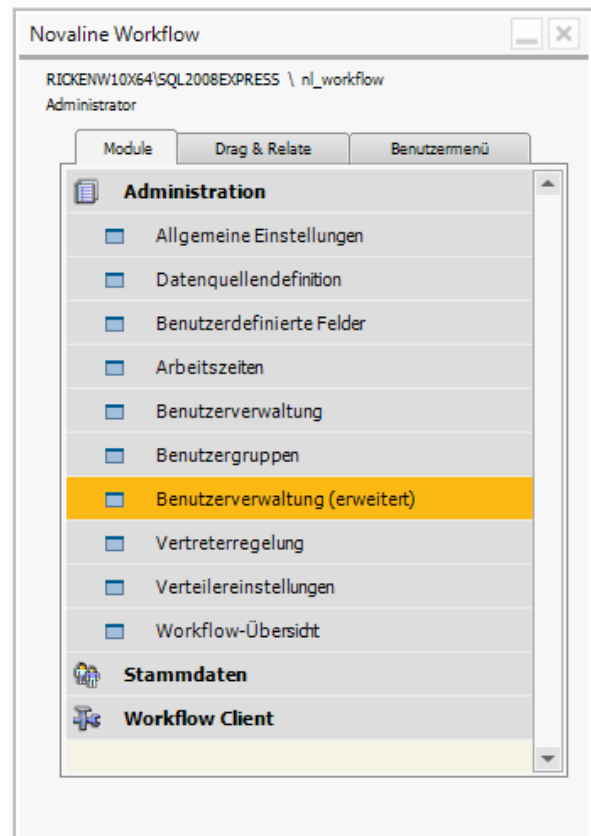 Novaline Workflow
RICKENW10X64\SQL2008EXPRESS \ nl_workflow
Administrator
Module Drag & Relate Benutzermenü
Administration
Allgemeine Einstellungen
Datenquellendefinition
Benutzerdefinierte Felder
Arbeitszeiten
Benutzerverwaltung
Benutzergruppen
Benutzerverwaltung (erweitert)
Vertreterregelung
Verteilereinstellungen
Workflow-Übersicht
Stammdaten
Workflow Client